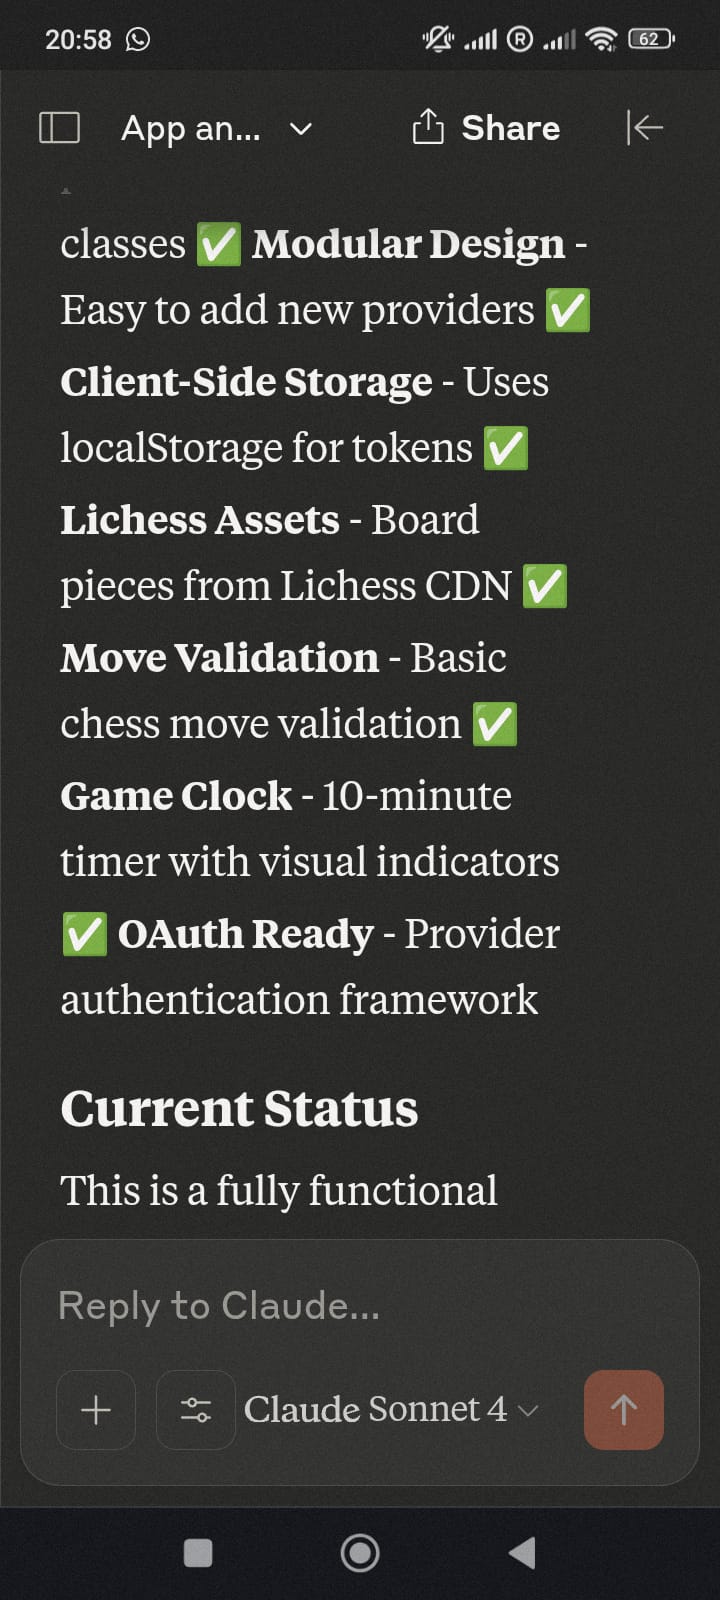 20:58
R
62
App an...
Share
classes ✅ Modular Design -
Easy to add new providers ✅
Client-Side Storage - Uses
localStorage for tokens ✅
Lichess Assets - Board
pieces from Lichess CDN ✅
Move Validation - Basic
chess move validation ✅
Game Clock - 10-minute
timer with visual indicators
✅ OAuth Ready - Provider
authentication framework
Current Status
This is a fully functional
Reply to Claude...
Claude Sonnet 4